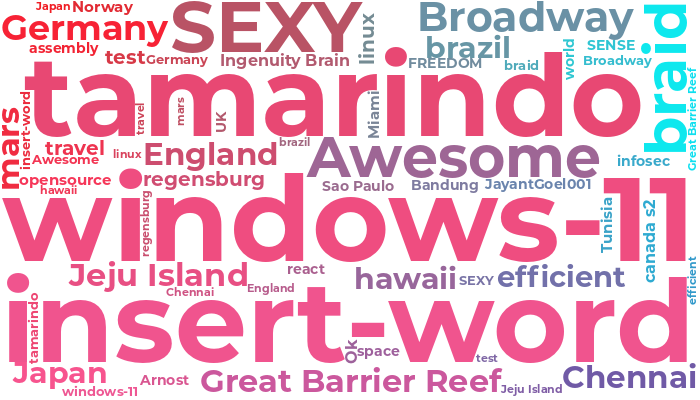 Japan
Norway
Germany
SEXY
Broadway
linux
braid
brazil
assembly
test
Germany
Ingenuity Brain
FREEDOM
braid
world
SENSE
Broadway
tamarindo
Great Barrier Reef
mars
insert-word
travel
mars
UK
Miami
travel
Awesome
linux
England
brazil
Awesome
infosec
opensource
hawaii
regensburg
Sao Paulo
Bandung
JayantGoel001
windows-11
regensburg
Tunisia
canada s2
Jeju Island
react
hawaii
SEXY
efficient
efficient
Chennai
England
insert-word
tamarindo
Ok
space
test
Japan
windows-11
Arnost
Great Barrier Reef
Jeju Island
Chennai